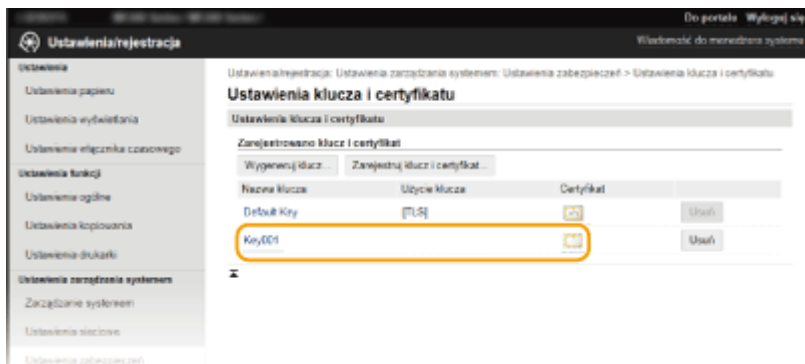 Do portalu Wyloguj się
Ustawienia/rejestracja
Wiadomość do menedżera systemu
Ustawienia
Ustawienia papieru
Ustawienia wyświetlania
Ustawienia włącznika czasowego
Ustawienia funkcji
Ustawienia ogólne
Ustawienia kopiowania
Ustawienia drukarki
Ustawienia zarządzania systemem
Zarządzanie systemem
Ustawienia sieciowe
Ustawienia zabezpieczeń
Ustawienia/rejestracja: Ustawienia zarządzania systemem: Ustawienia zabezpieczeń > Ustawienia klucza i certyfikatu
Ustawienia klucza i certyfikatu
Ustawienia klucza i certyfikatu
Zarejestrowano klucz i certyfikat
Wygeneruj klucz... Zarejestruj klucz i certyfikat...
Nazwa klucza Użycie klucza Certyfikat
Default Key [TLS] Usuń
Key001 Usuń